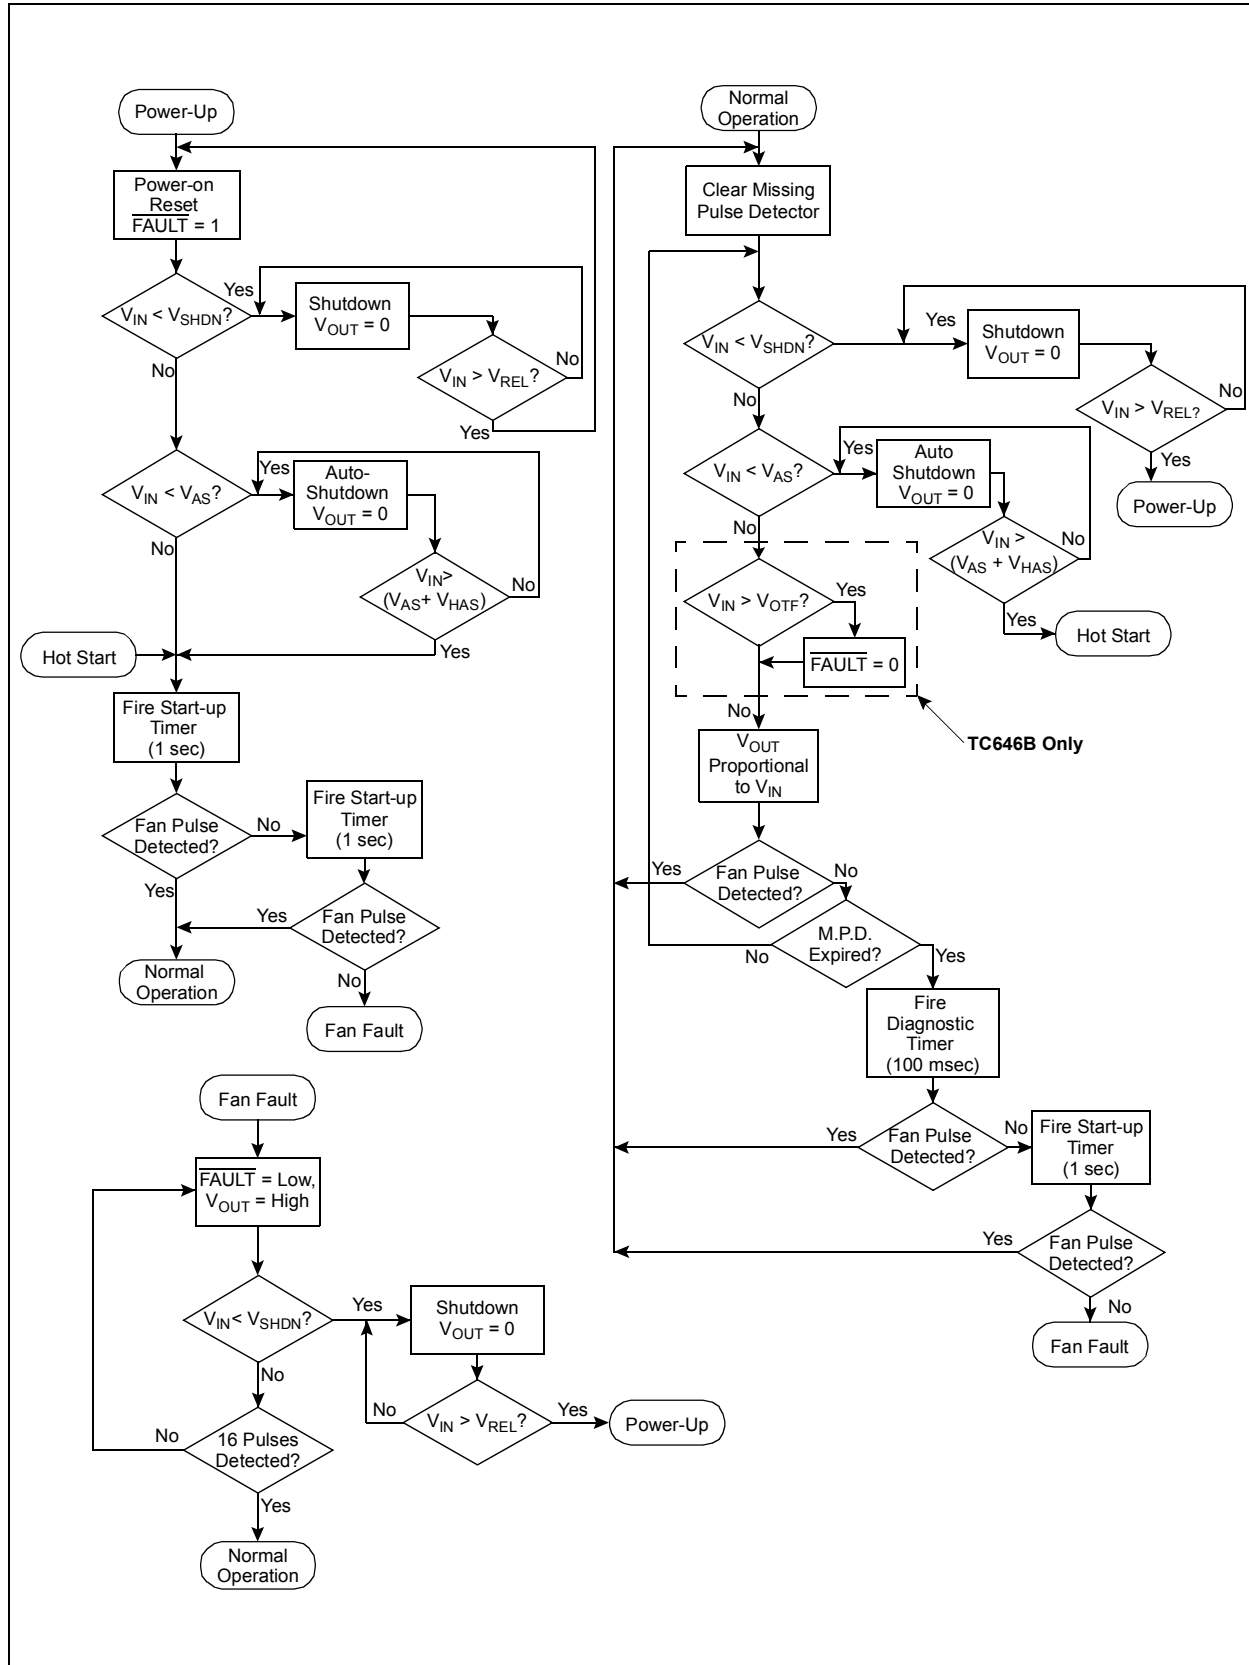 Power-Up
Power-on
Reset
FAULT = 1
Yes
VIN < VSHDN?
Shutdown
VOUT = 0
No
VIN > VREL?
No
Yes
Yes
VIN < VAS?
Auto-
Shutdown
VOUT = 0
No
VIN>
(VAS+ VHAS)
No
Yes
Hot Start
Fire Start-up
Timer
(1 sec)
Fan Pulse
Detected?
No
Fire Start-up
Timer
(1 sec)
Yes
Yes
Fan Pulse
Detected?
Normal
Operation
No
Fan Fault
Fan Fault
FAULT = Low,
VOUT = High
VIN< VSHDN?
Yes
Shutdown
VOUT = 0
No
No
VIN > VREL?
Yes
Power-Up
No
16 Pulses
Detected?
Yes
Normal
Operation
Normal
Operation
Clear Missing
Pulse Detector
VIN < VSHDN?
Yes
Shutdown
VOUT = 0
No
VIN > VREL?
No
Yes
Power-Up
VIN < VAS?
Yes
Auto
Shutdown
VOUT = 0
No
VIN >
(VAS + VHAS)
No
Yes
Hot Start
VIN > VOTF?
Yes
FAULT = 0
No
TC646B Only
VOUT
Proportional
to VIN
Yes
Fan Pulse
Detected?
No
M.P.D.
Expired?
No
Yes
Fire
Diagnostic
Timer
(100 msec)
Yes
Fan Pulse
Detected?
No
Fire Start-up
Timer
(1 sec)
Yes
Fan Pulse
Detected?
No
Fan Fault